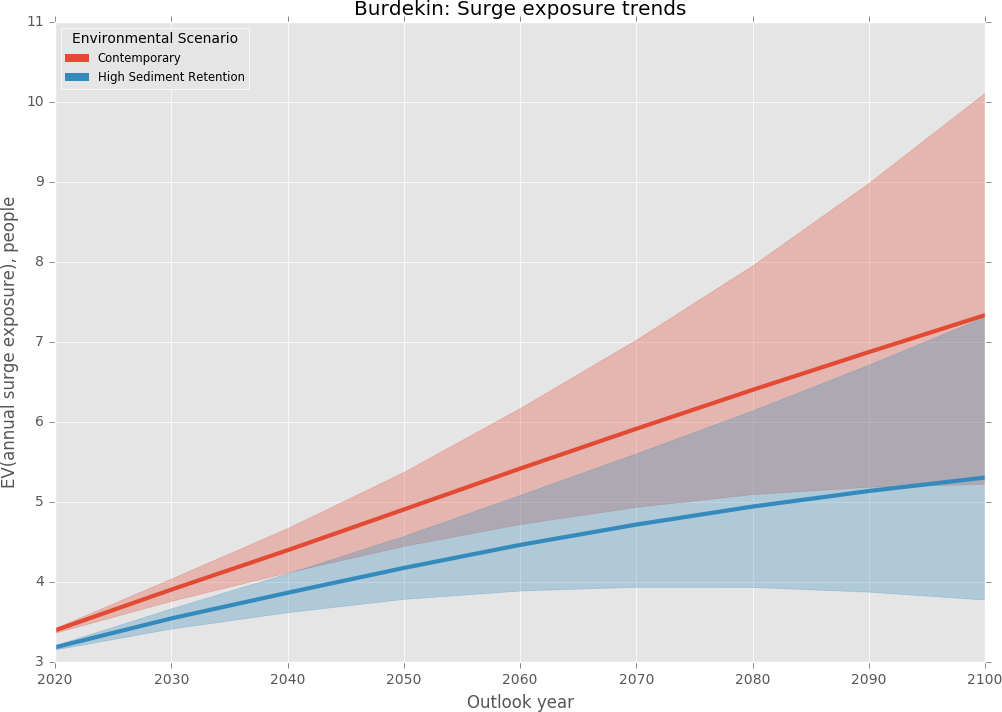 Burdekin: Surge exposure trends
11
Environmental Scenario
Contemporary
High Sediment Retention
10
9
8
7
6
5
4
3
EV(annual surge exposure), people
2020 2030 2040 2050 2060 2070 2080 2090 2100
Outlook year